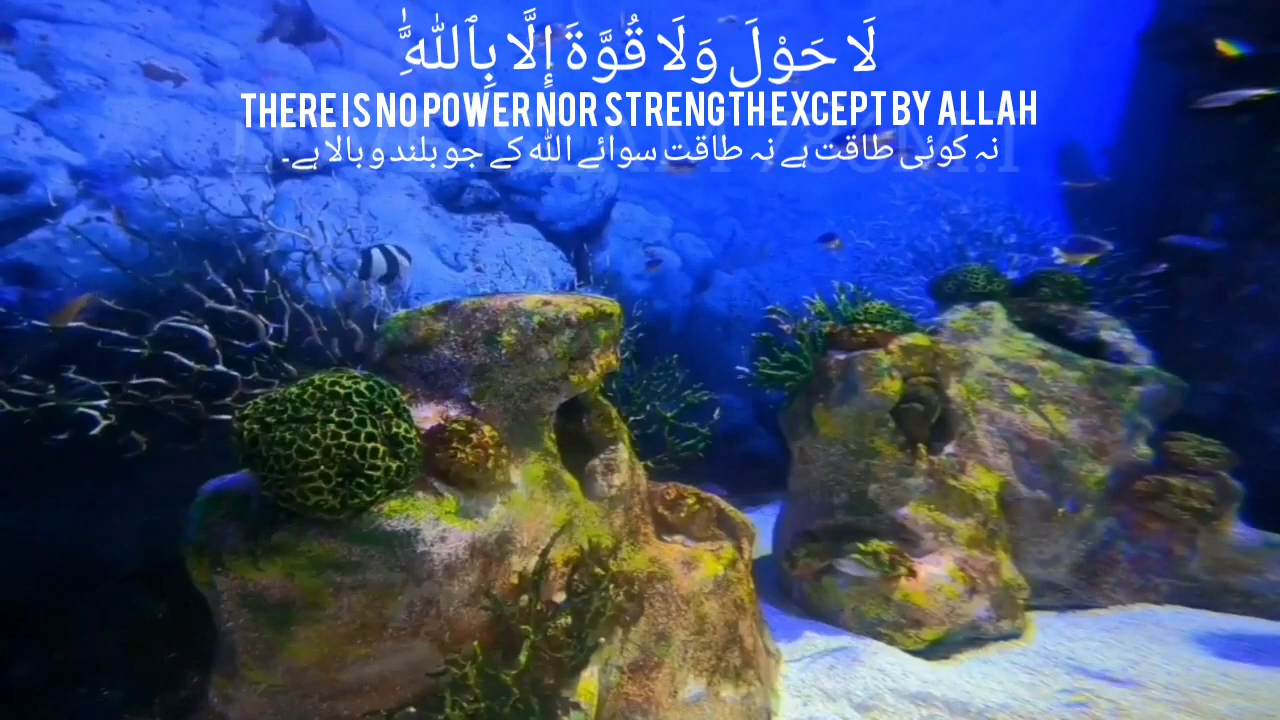 لَا حَوْلَ وَلَا قُوَّةَ إِلَّا بِٱللَّٰهِ
THERE IS NO POWER NOR STRENGTH EXCEPT BY ALLAH
نہ کوئی طاقت ہے نہ طاقت سوائے اللہ کے جو بلند و بالا ہے۔